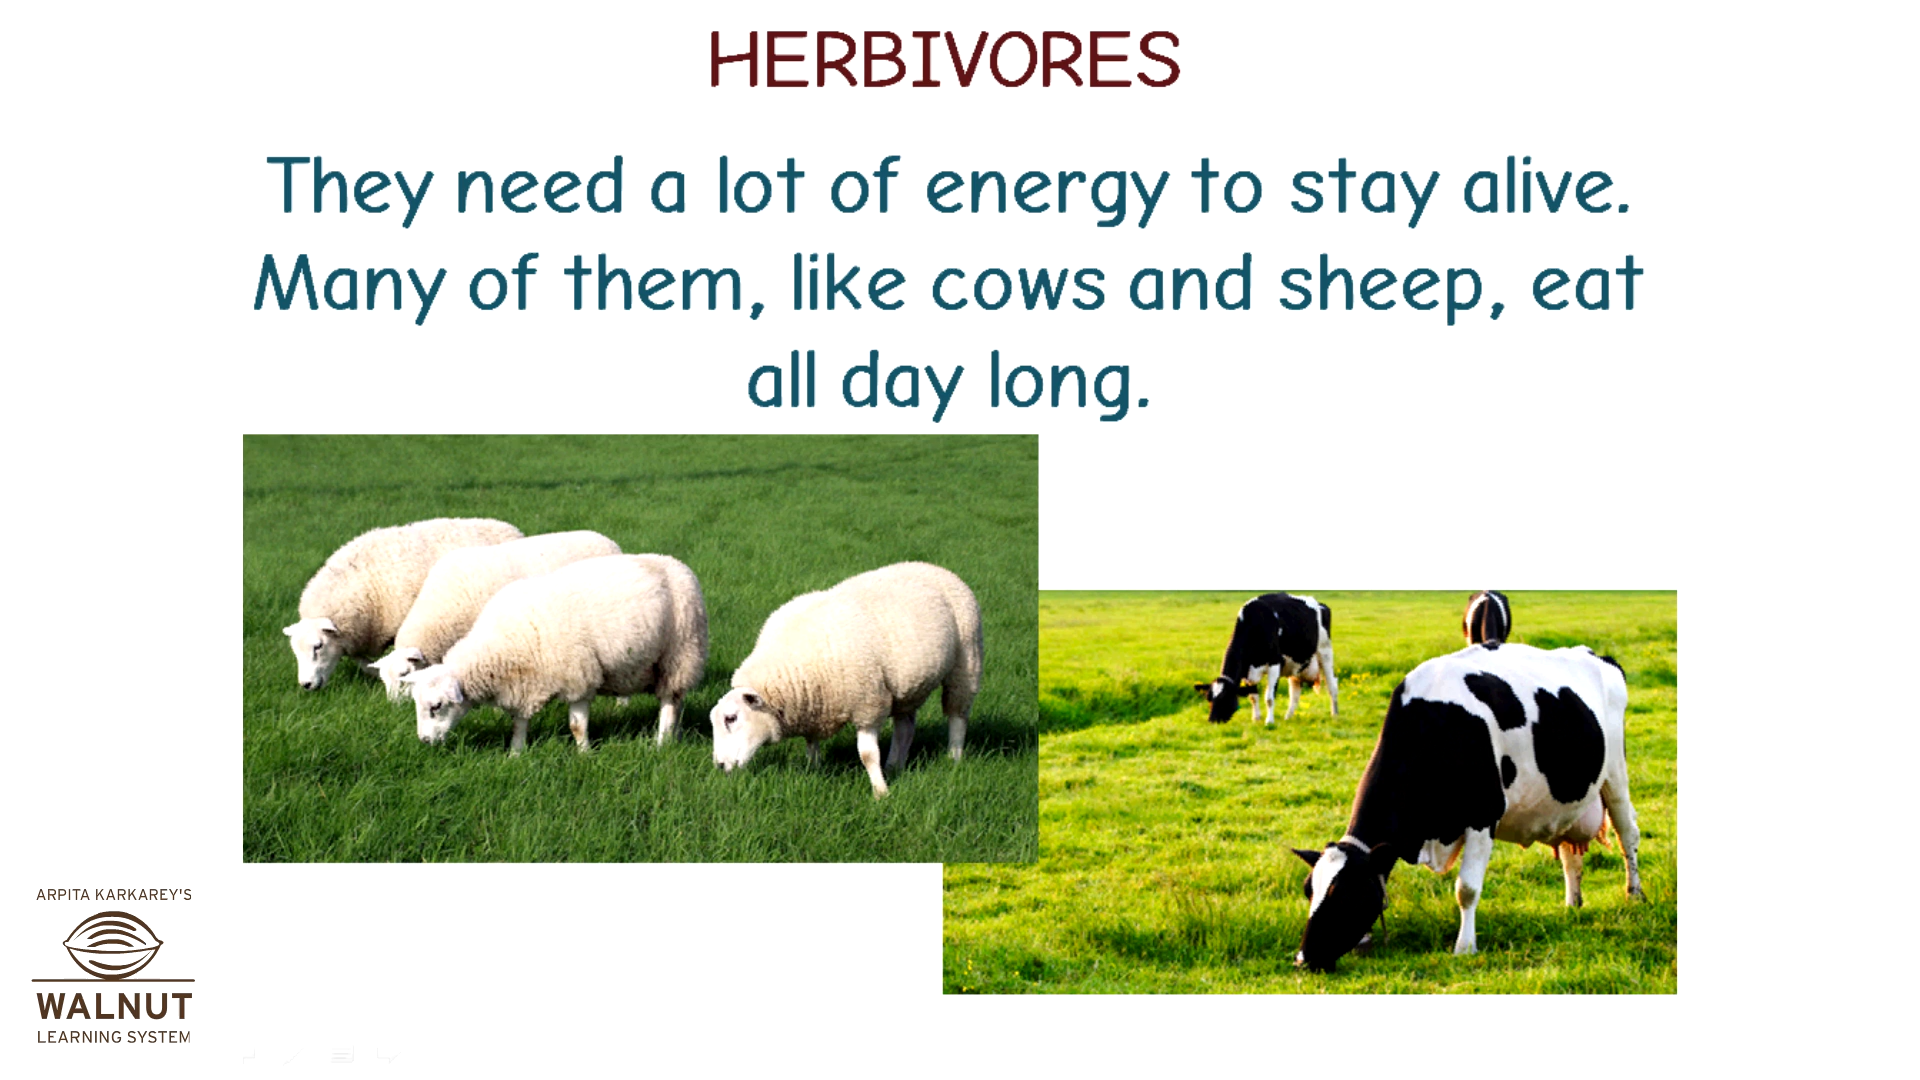 HERBIVORES
They need a lot of energy to stay alive.
Many of them, like cows and sheep, eat
all day long.
ARPITA KARKAREY'S
WALNUT
LEARNING SYSTEM